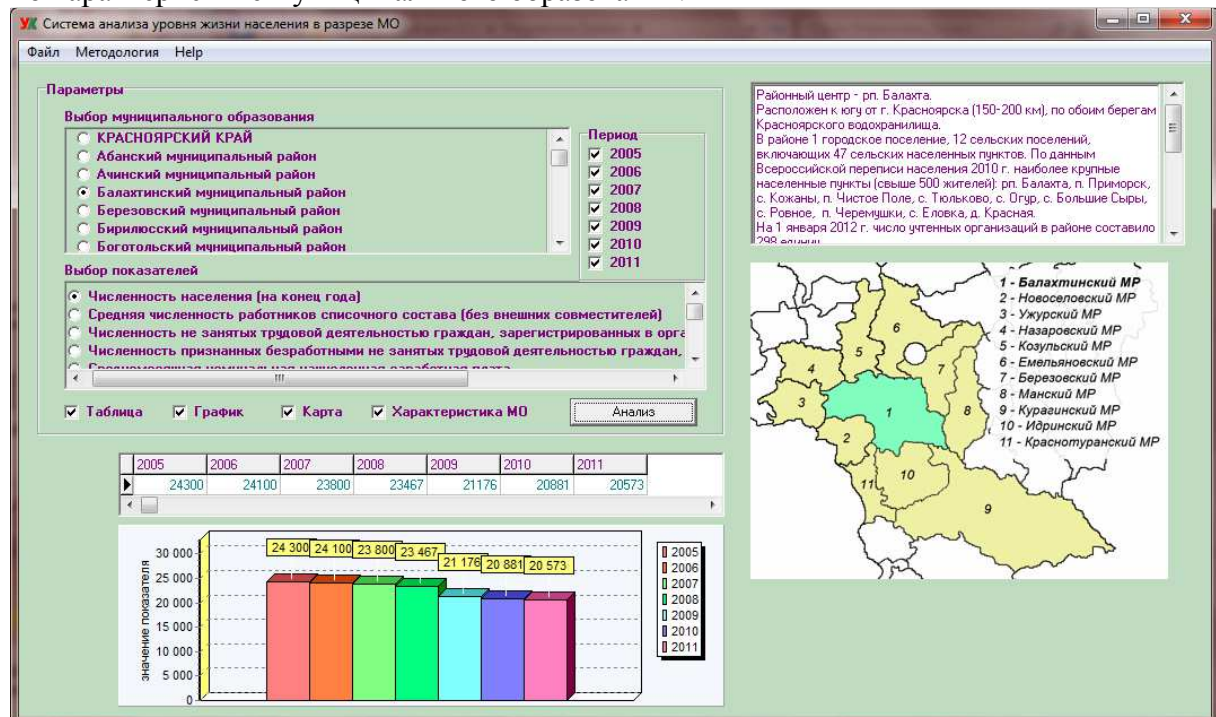 Система анализа уровня жизни населения в разрезе МО
Файл Методология Help
Параметры
Выбор муниципального образования
КРАСНОЯРСКИЙ КРАЙ
Абанский муниципальный район
Ачинский муниципальный район
Балахтинский муниципальный район
Березовский муниципальный район
Бирилюсский муниципальный район
Боготольский муниципальный район
Период
2005
2006
2007
2008
2009
2010
2011
Выбор показателей
Численность населения (на конец года)
Средняя численность работников списочного состава (без внешних совместителей)
Численность не занятых трудовой деятельностью граждан, зарегистрированных в орга
Численность признанных безработными не занятых трудовой деятельностью граждан,
Среднемесячная номинальная начисленная заработная плата
Таблица График Карта Характеристика МО Анализ
Районный центр - рп. Балахта.
Расположен к югу от г. Красноярска (150-200 км), по обоим берегам
Красноярского водохранилища.
В районе 1 городское поселение, 12 сельских поселений,
включающих 47 сельских населенных пунктов. По данным
Всероссийской переписи населения 2010 г. наиболее крупные
населенные пункты (свыше 500 жителей): рп. Балахта, п. Приморск,
с. Кожаны, п. Чистое Поле, с. Тюльково, с. Огур, с. Большие Сыры,
с. Ровное, п. Черемушки, с. Еловка, д. Красная.
На 1 января 2012 г. число учтенных организаций в районе составило
298 единиц
1 - Балахтинский МР
2 - Новоселовский МР
3 - Ужурский МР
4 - Назаровский МР
5 - Козульский МР
6 - Емельяновский МР
7 - Березовский МР
8 - Манский МР
9 - Курагинский МР
10 - Идринский МР
11 - Краснотуранский МР
6
5
7
4
3
1
8
2
10
11
9
2005 2006 2007 2008 2009 2010 2011
24300 24100 23800 23467 21176 20881 20573
значение показателя
30 000
25 000
20 000
15 000
10 000
5 000
0
24 300 24 100 23 800 23 467 21 176 20 881 20 573
2005
2006
2007
2008
2009
2010
2011